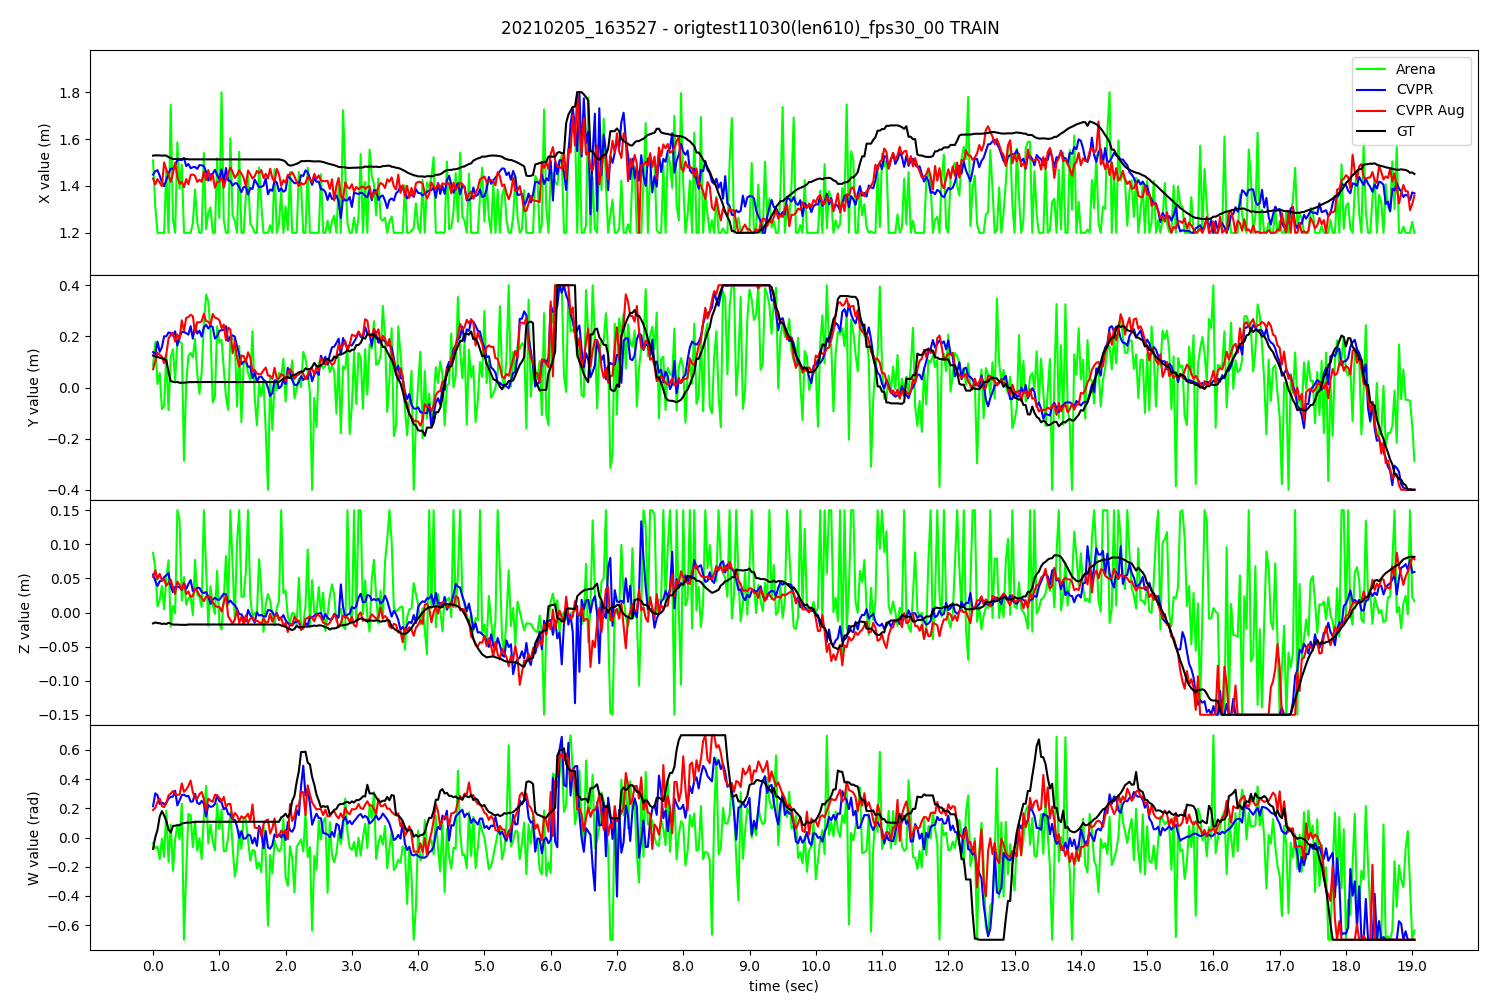 20210205_163527 - origtest11030(len610)_fps30_00 TRAIN
Arena
CVPR
CVPR Aug
GT
X value (m)
1.8
1.6
1.4
1.2
Y value (m)
0.4
0.2
0.0
−0.2
−0.4
Z value (m)
0.15
0.10
0.05
0.00
−0.05
−0.10
−0.15
W value (rad)
0.6
0.4
0.2
0.0
−0.2
−0.4
−0.6
0.0 1.0 2.0 3.0 4.0 5.0 6.0 7.0 8.0 9.0 10.0 11.0 12.0 13.0 14.0 15.0 16.0 17.0 18.0 19.0
time (sec)